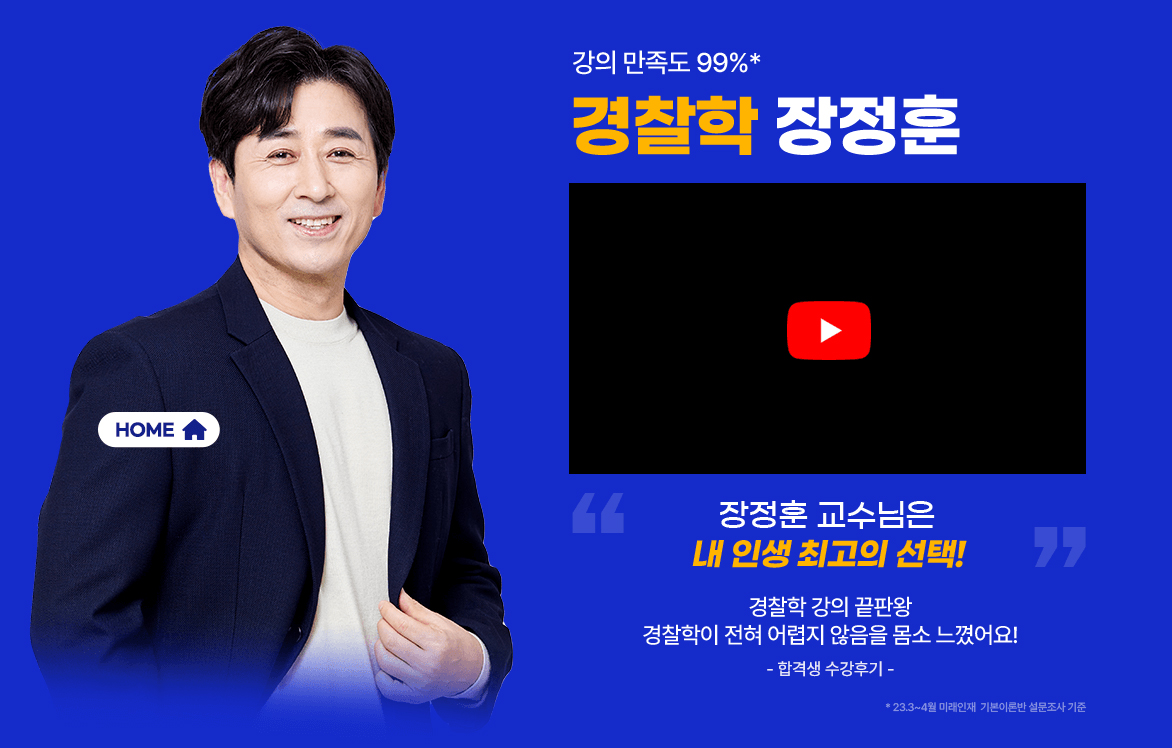 강의 만족도 99%*
경찰학 장정훈
HOME
“
장정훈 교수님은
내 인생 최고의 선택!
”
경찰학 강의 끝판왕
경찰학이 전혀 어렵지 않음을 몸소 느꼈어요!
- 합격생 수강후기 -
* 23.3~4월 미래인재 기본이론반 설문조사 기준